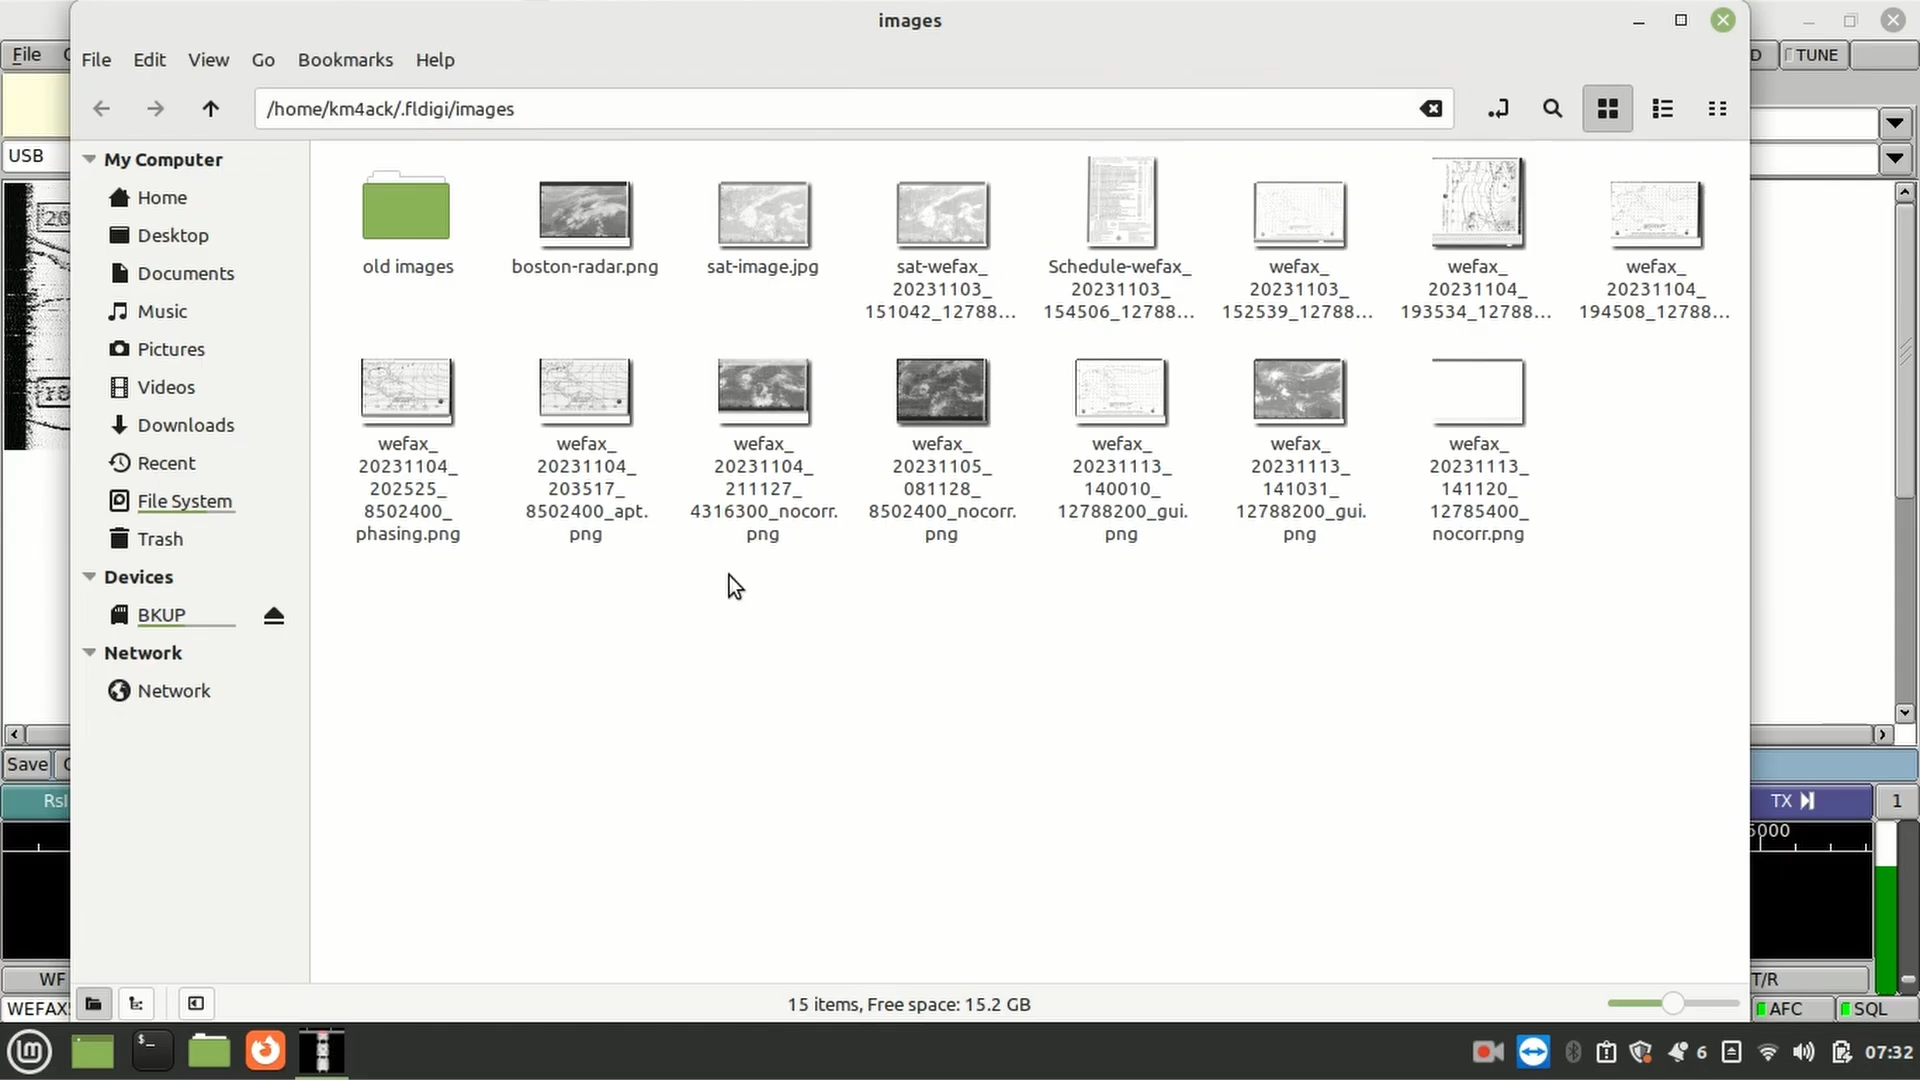 images
File Edit View Go Bookmarks Help
/home/km4ack/.fldigi/images
My Computer
Home
Desktop
Documents
Music
Pictures
Videos
Downloads
Recent
File System
Trash
Devices
BKUP
Network
Network
old images
boston-radar.png
sat-image.jpg
sat-wefax_
20231103_
151042_12788...
Schedule-wefax_
20231103_
154506_12788...
wefax_
20231103_
152539_12788...
wefax_
20231104_
193534_12788...
wefax_
20231104_
194508_12788...
wefax_
20231104_
202525_
8502400_
phasing.png
wefax_
20231104_
203517_
8502400_apt.
png
wefax_
20231104_
211127_
4316300_nocorr.
png
wefax_
20231105_
081128_
8502400_nocorr.
png
wefax_
20231113_
140010_
12788200_gui.
png
wefax_
20231113_
141031_
12788200_gui.
png
wefax_
20231113_
141120_
12785400_
nocorr.png
15 items, Free space: 15.2 GB
File
USB
Save
RsI
WF
WEFAX
D TUNE
TX
1
5000
T/R
AFC SQL
6
07:32